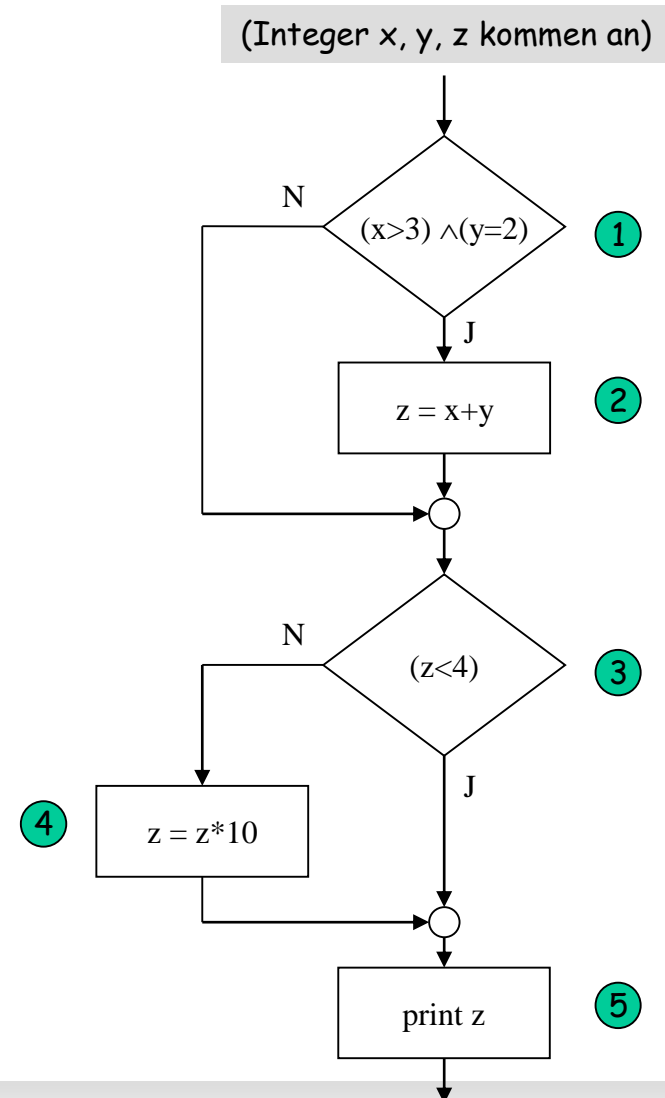 (Integer x, y, z kommen an)
N
(x>3) ∧(y=2)
1
J
z = x+y
2
N
(z<4)
3
J
4
z = z*10
print z
5